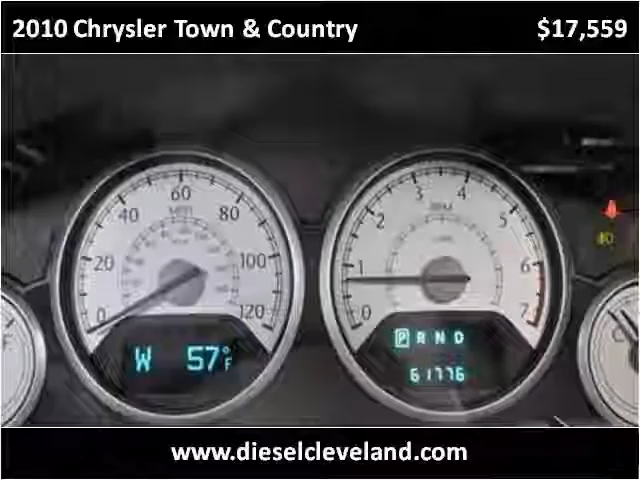 2010 Chrysler Town & Country $17,559
0 20 40 60 80 100 120
MPH
0 1 2 3 4 5 6 7
W 57°F
P R N D
61776
F
C
www.dieselcleveland.com